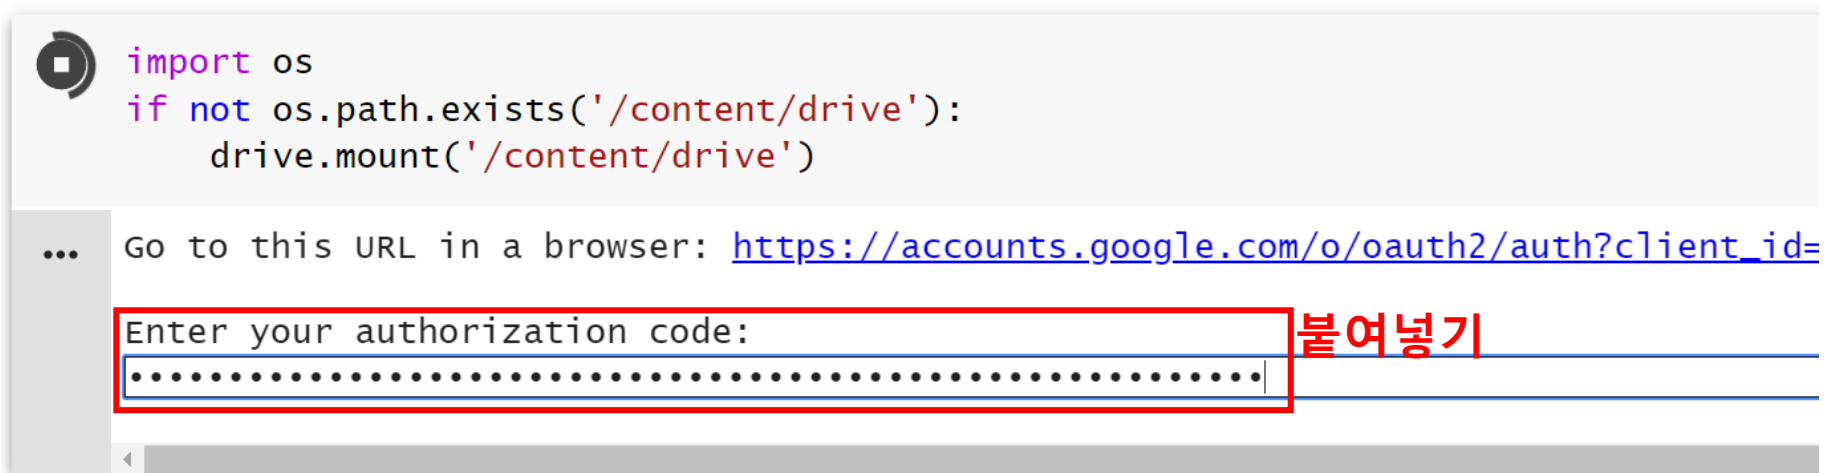 import os
if not os.path.exists('/content/drive'):
    drive.mount('/content/drive')
Go to this URL in a browser: https://accounts.google.com/o/oauth2/auth?client_id=
Enter your authorization code:
붙여넣기